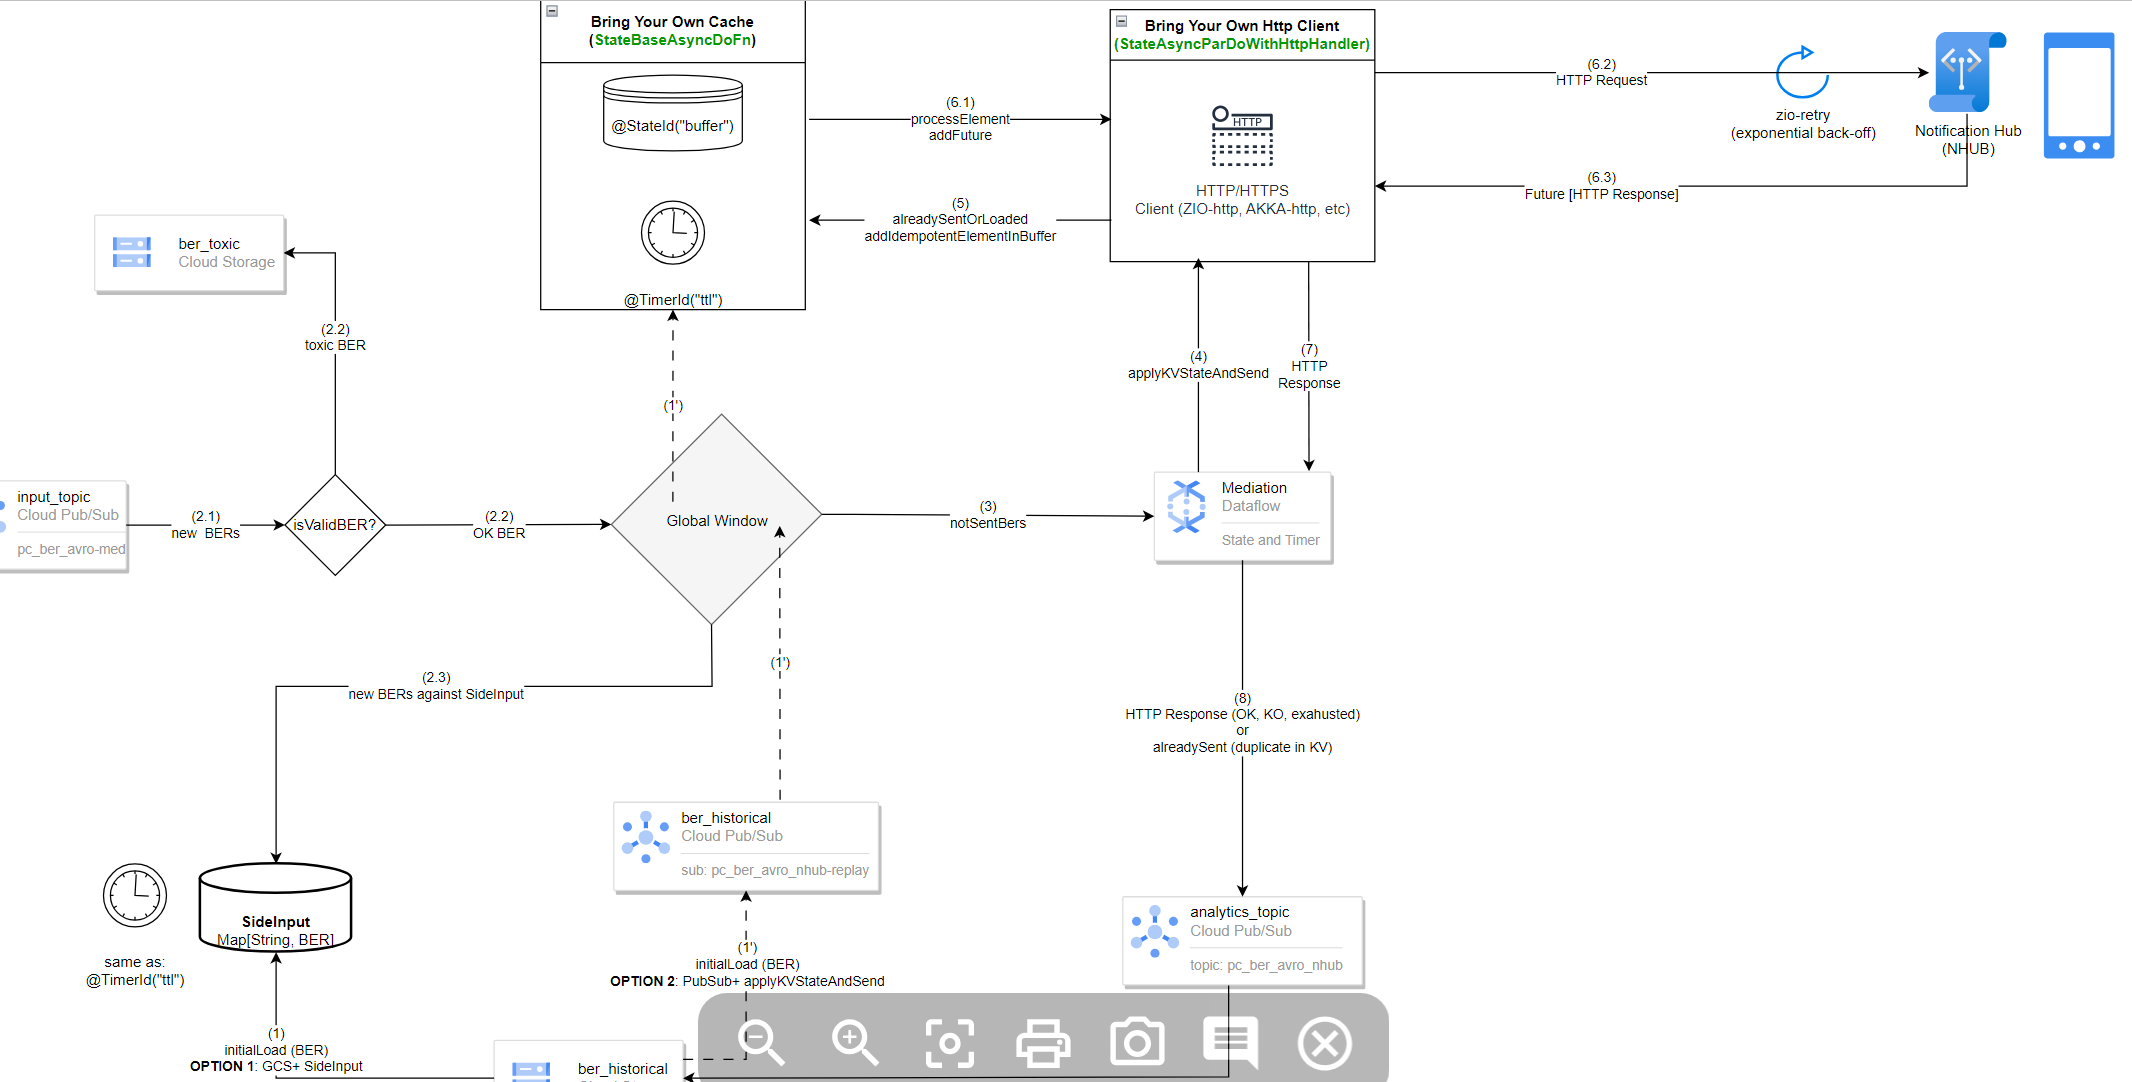 Bring Your Own Cache
(StateBaseAsyncDoFn)
@StateId("buffer")
@TimerId("ttl")
(6.1)
processElement
addFuture
(5)
alreadySentOrLoaded
addIdempotentElementInBuffer
Bring Your Own Http Client
(StateAsyncParDoWithHttpHandler)
HTTP
HTTP/HTTPS
Client (ZIO-http, AKKA-http, etc)
(6.2)
HTTP Request
zio-retry
(exponential back-off)
Notification Hub
(NHUB)
(6.3)
Future [HTTP Response]
ber_toxic
Cloud Storage
(2.2)
toxic BER
(1')
(4)
applyKVStateAndSend
(7)
HTTP
Response
input_topic
Cloud Pub/Sub
pc_ber_avro-med
(2.1)
new BERs
isValidBER?
(2.2)
OK BER
Global Window
(3)
notSentBers
Mediation
Dataflow
State and Timer
(2.3)
new BERs against SideInput
(1')
(8)
HTTP Response (OK, KO, exahusted)
or
alreadySent (duplicate in KV)
ber_historical
Cloud Pub/Sub
sub: pc_ber_avro_nhub-replay
SideInput
Map[String, BER]
same as:
@TimerId("ttl")
analytics_topic
Cloud Pub/Sub
topic: pc_ber_avro_nhub
(1')
initialLoad (BER)
OPTION 2: PubSub+ applyKVStateAndSend
(1)
initialLoad (BER)
OPTION 1: GCS+ SideInput
ber_historical